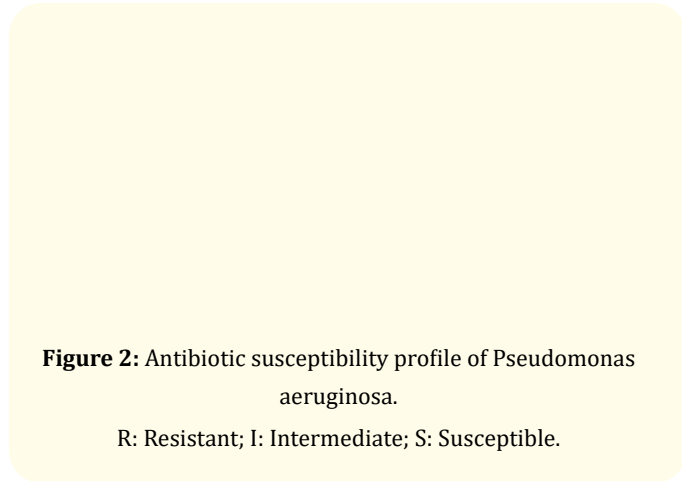 Figure 2: Antibiotic susceptibility profile of Pseudomonas
aeruginosa.
R: Resistant; I: Intermediate; S: Susceptible.